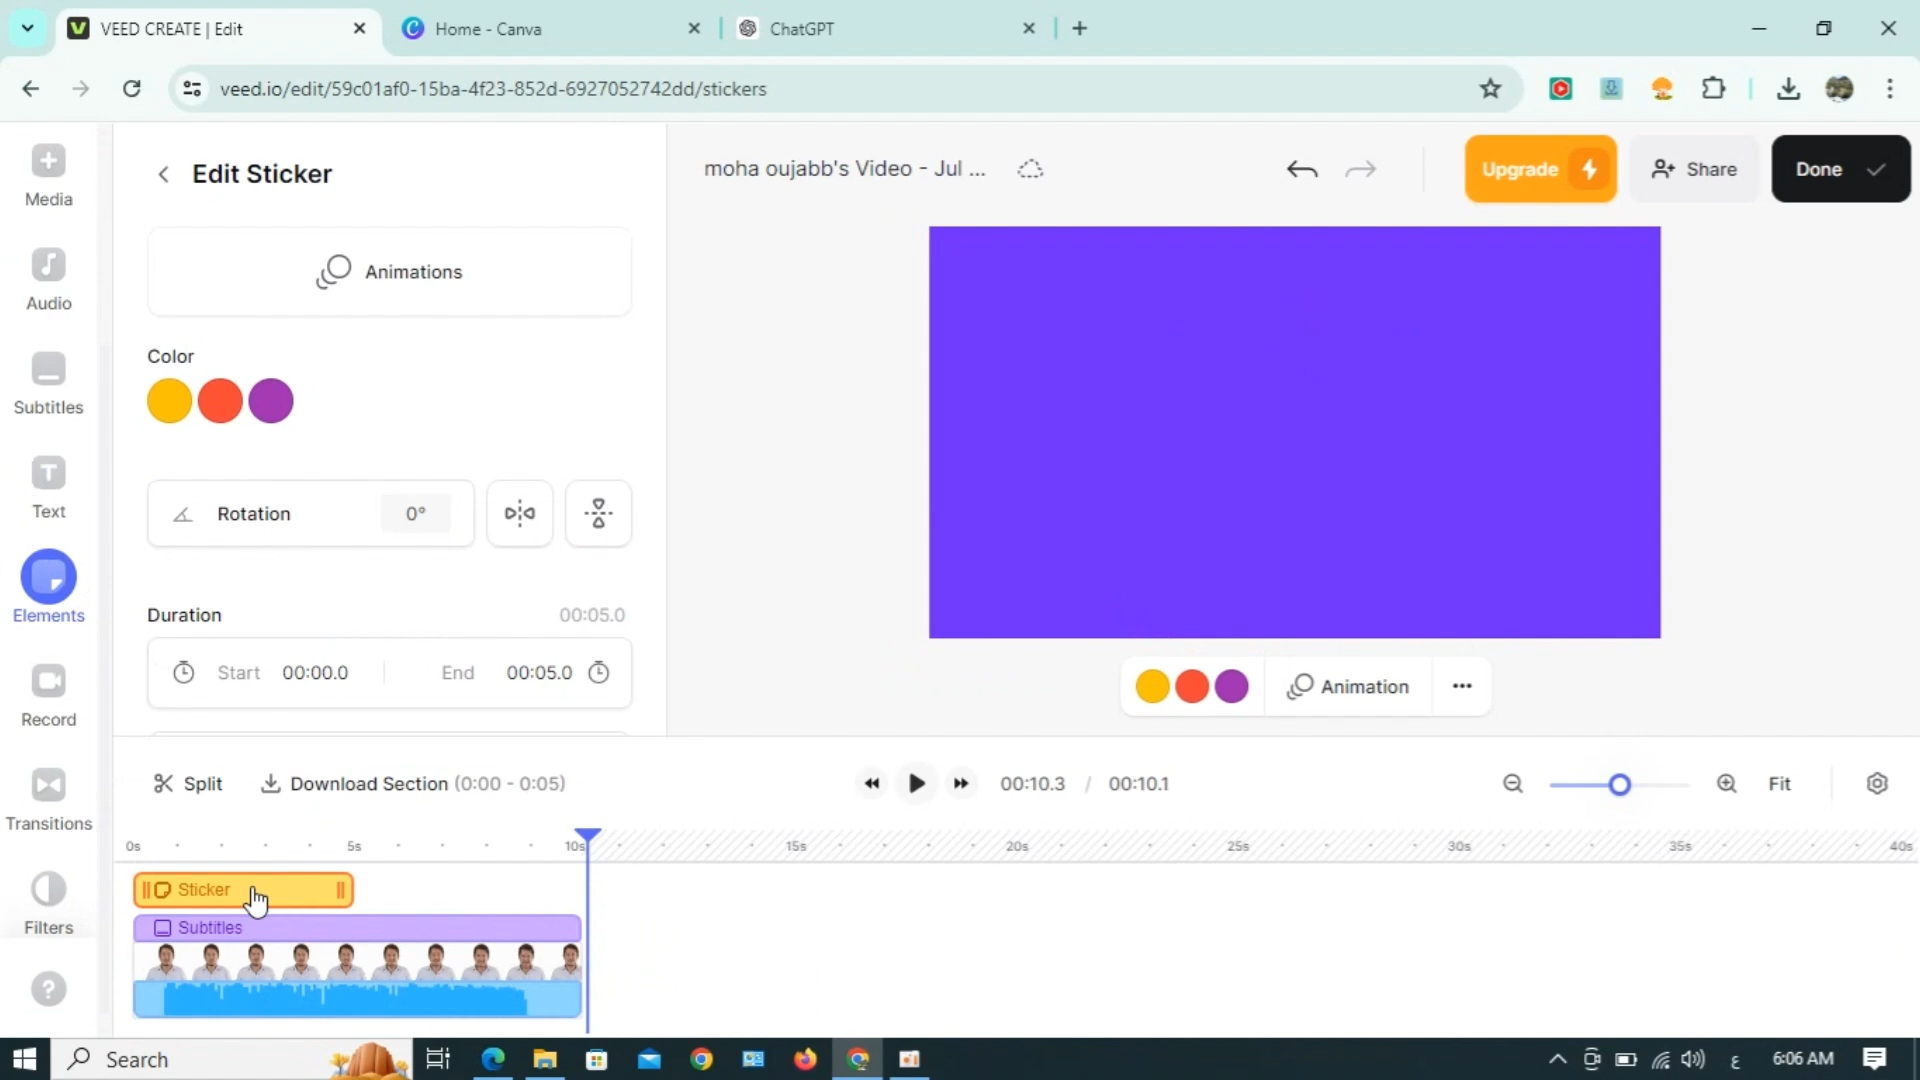 VEED CREATE | Edit
Home - Canva
ChatGPT
veed.io/edit/59c01af0-15ba-4f23-852d-6927052742dd/stickers
Media
Audio
Subtitles
Text
Elements
Record
Transitions
Filters
Edit Sticker
Animations
Color
Rotation 0°
Duration 00:05.0
Start 00:00.0 End 00:05.0
moha oujabb's Video - Jul ...
Upgrade
Share
Done
Animation
Split
Download Section (0:00 - 0:05)
00:10.3 / 00:10.1
Fit
0s 5s 10s 15s 20s 25s 30s 35s 40s
Sticker
Subtitles
Search
ع
6:06 AM